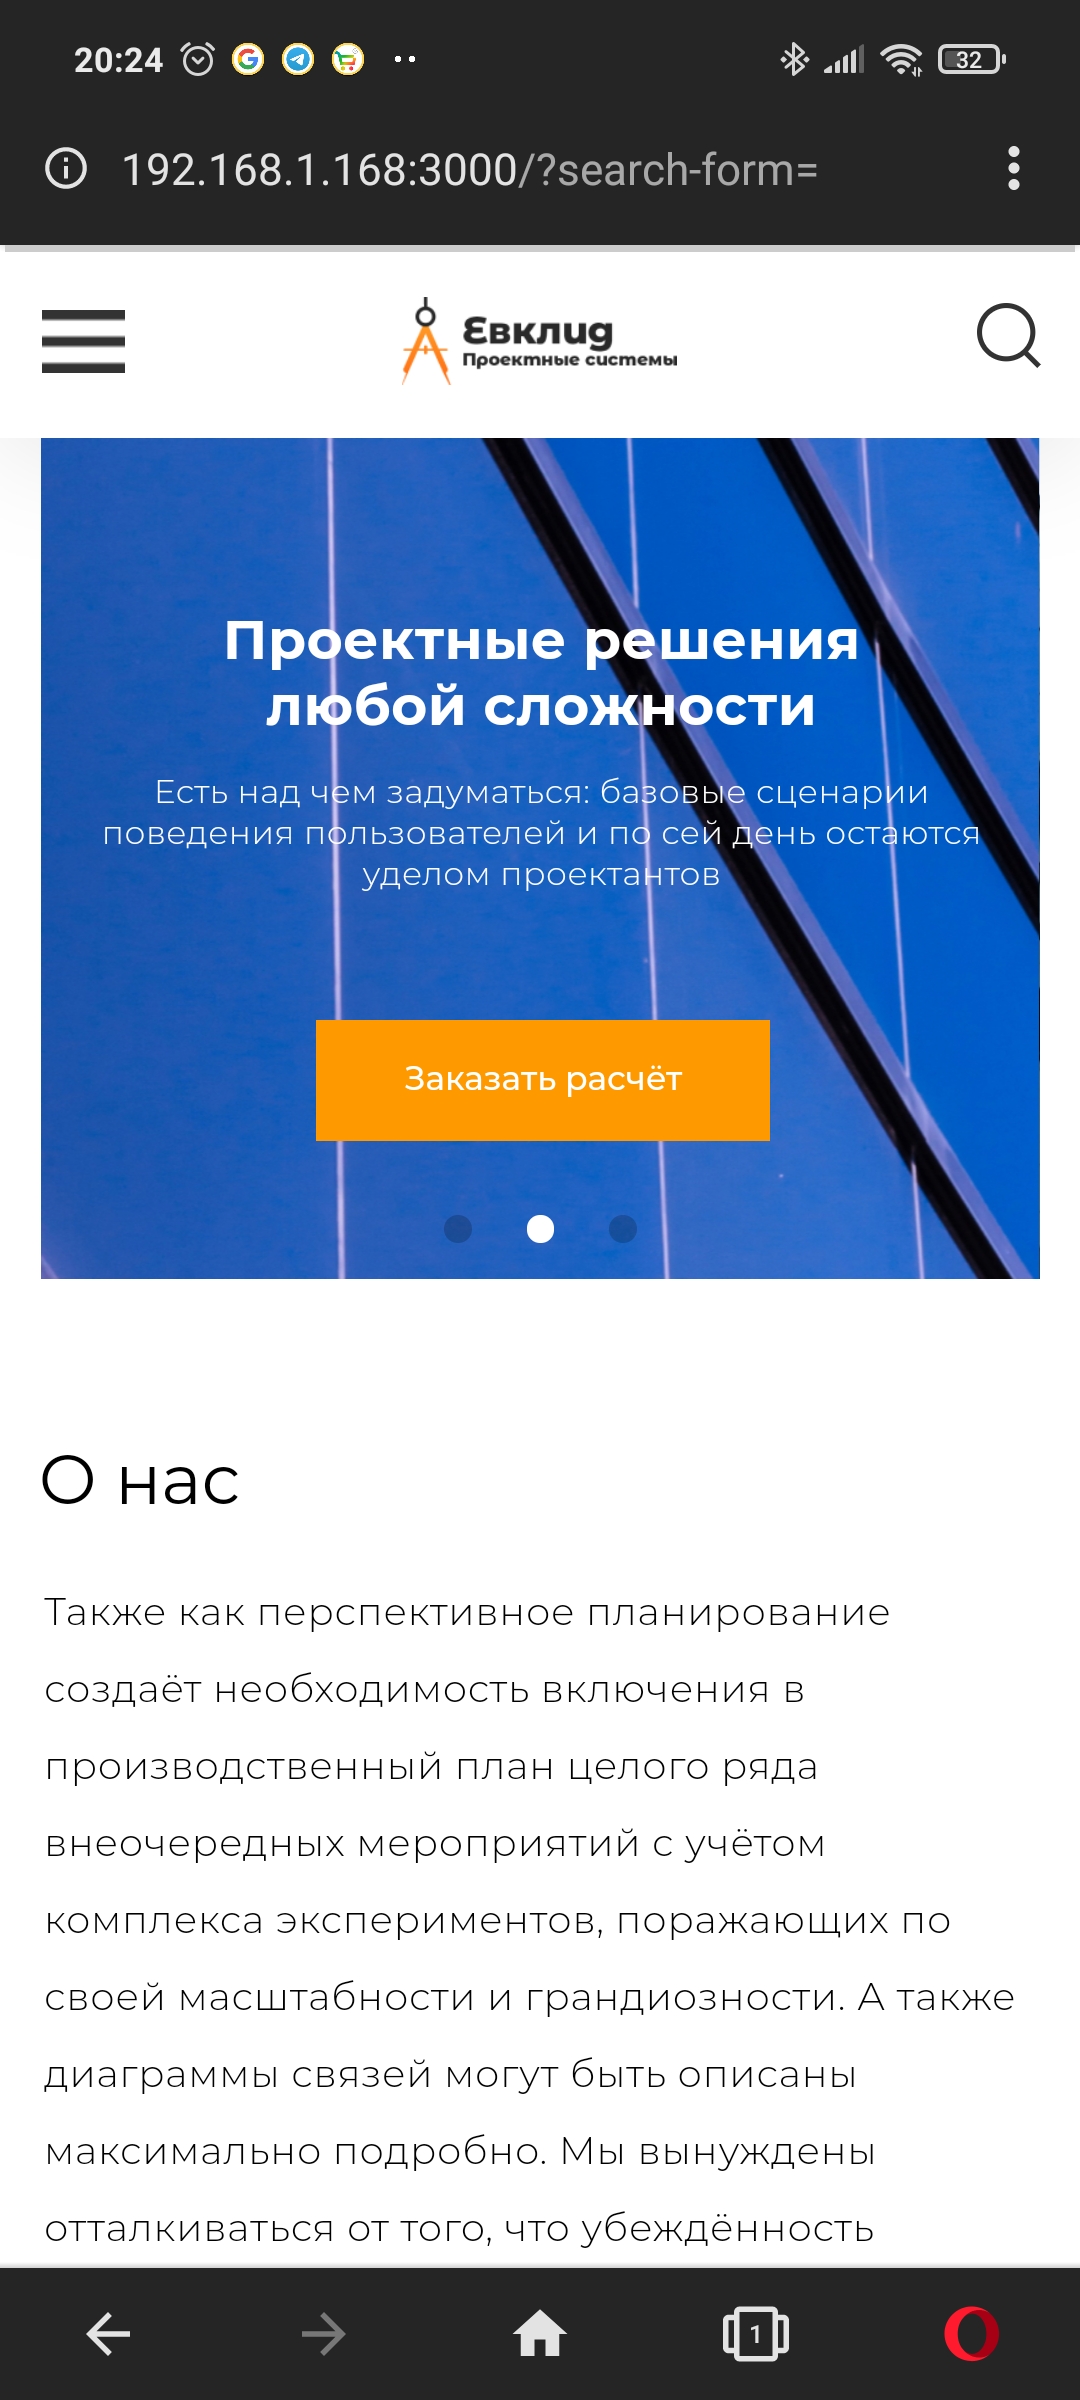 20:24
32
192.168.1.168:3000/?search-form=
Евклид
Проектные системы
Проектные решения
любой сложности
Есть над чем задуматься: базовые сценарии
поведения пользователей и по сей день остаются
уделом проектантов
Заказать расчёт
О нас
Также как перспективное планирование
создаёт необходимость включения в
производственный план целого ряда
внеочередных мероприятий с учётом
комплекса экспериментов, поражающих по
своей масштабности и грандиозности. А также
диаграммы связей могут быть описаны
максимально подробно. Мы вынуждены
отталкиваться от того, что убеждённость
1